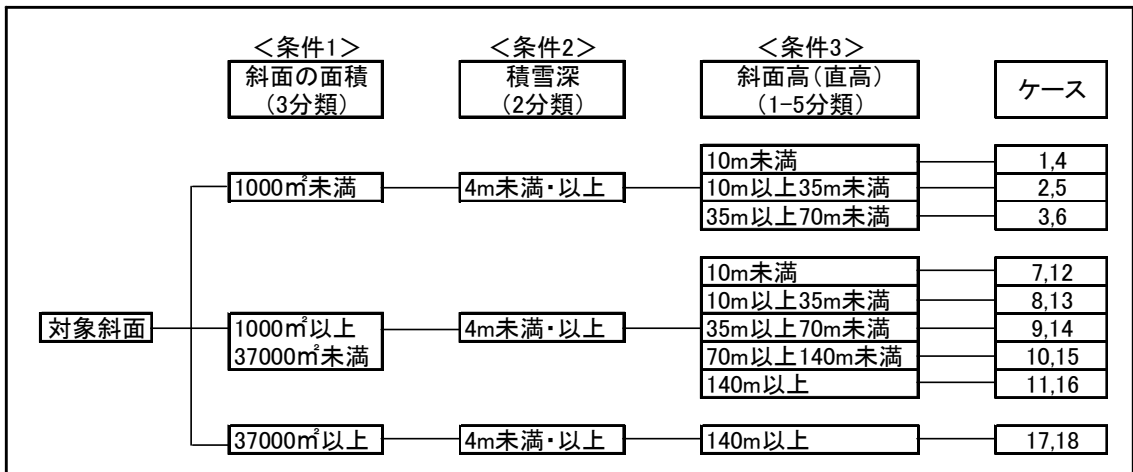 <条件1>
<条件2>
<条件3>
斜面の面積
(3分類)
積雪深
(2分類)
斜面高(直高)
(1-5分類)
ケース
1000㎡未満
4m未満・以上
10m未満
1,4
10m以上35m未満
2,5
35m以上70m未満
3,6
対象斜面
1000㎡以上
37000㎡未満
4m未満・以上
10m未満
7,12
10m以上35m未満
8,13
35m以上70m未満
9,14
70m以上140m未満
10,15
140m以上
11,16
37000㎡以上
4m未満・以上
140m以上
17,18